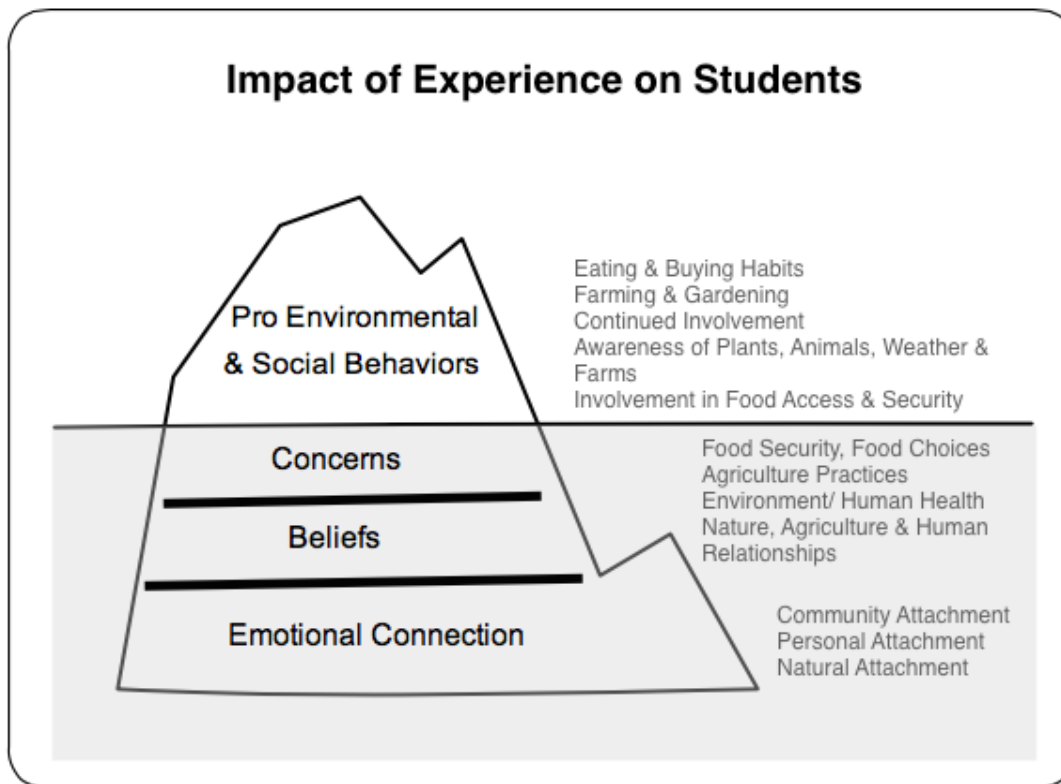 Impact of Experience on Students
Pro Environmental
& Social Behaviors
Eating & Buying Habits
Farming & Gardening
Continued Involvement
Awareness of Plants, Animals, Weather &
Farms
Involvement in Food Access & Security
Concerns
Beliefs
Food Security, Food Choices
Agriculture Practices
Environment/ Human Health
Nature, Agriculture & Human
Relationships
Emotional Connection
Community Attachment
Personal Attachment
Natural Attachment